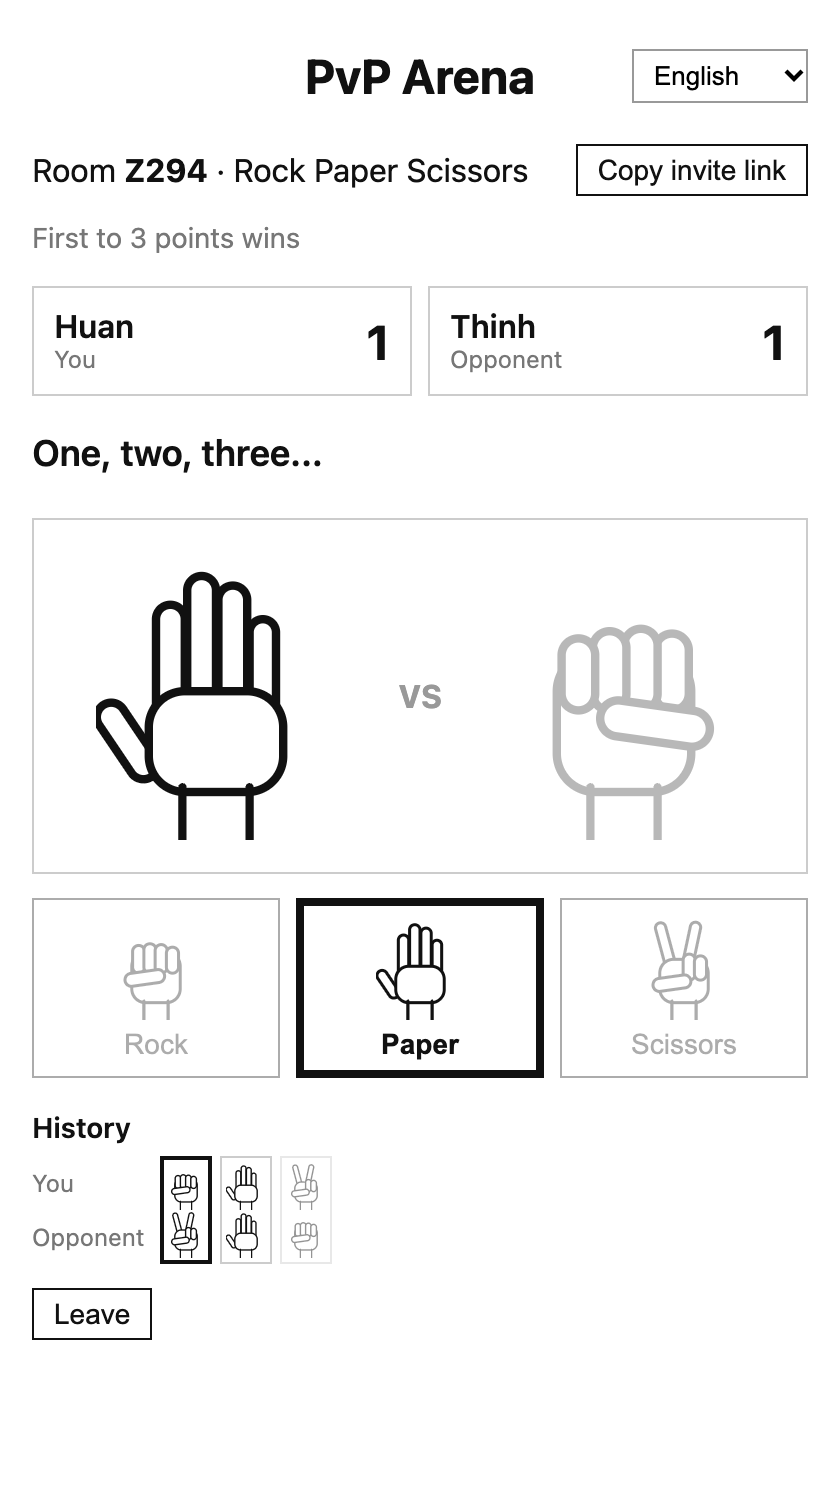 PvP Arena
English
Room Z294 · Rock Paper Scissors
Copy invite link
First to 3 points wins
Huan
You
1
Thinh
Opponent
1
One, two, three...
vs
Rock
Paper
Scissors
History
You
Opponent
Leave